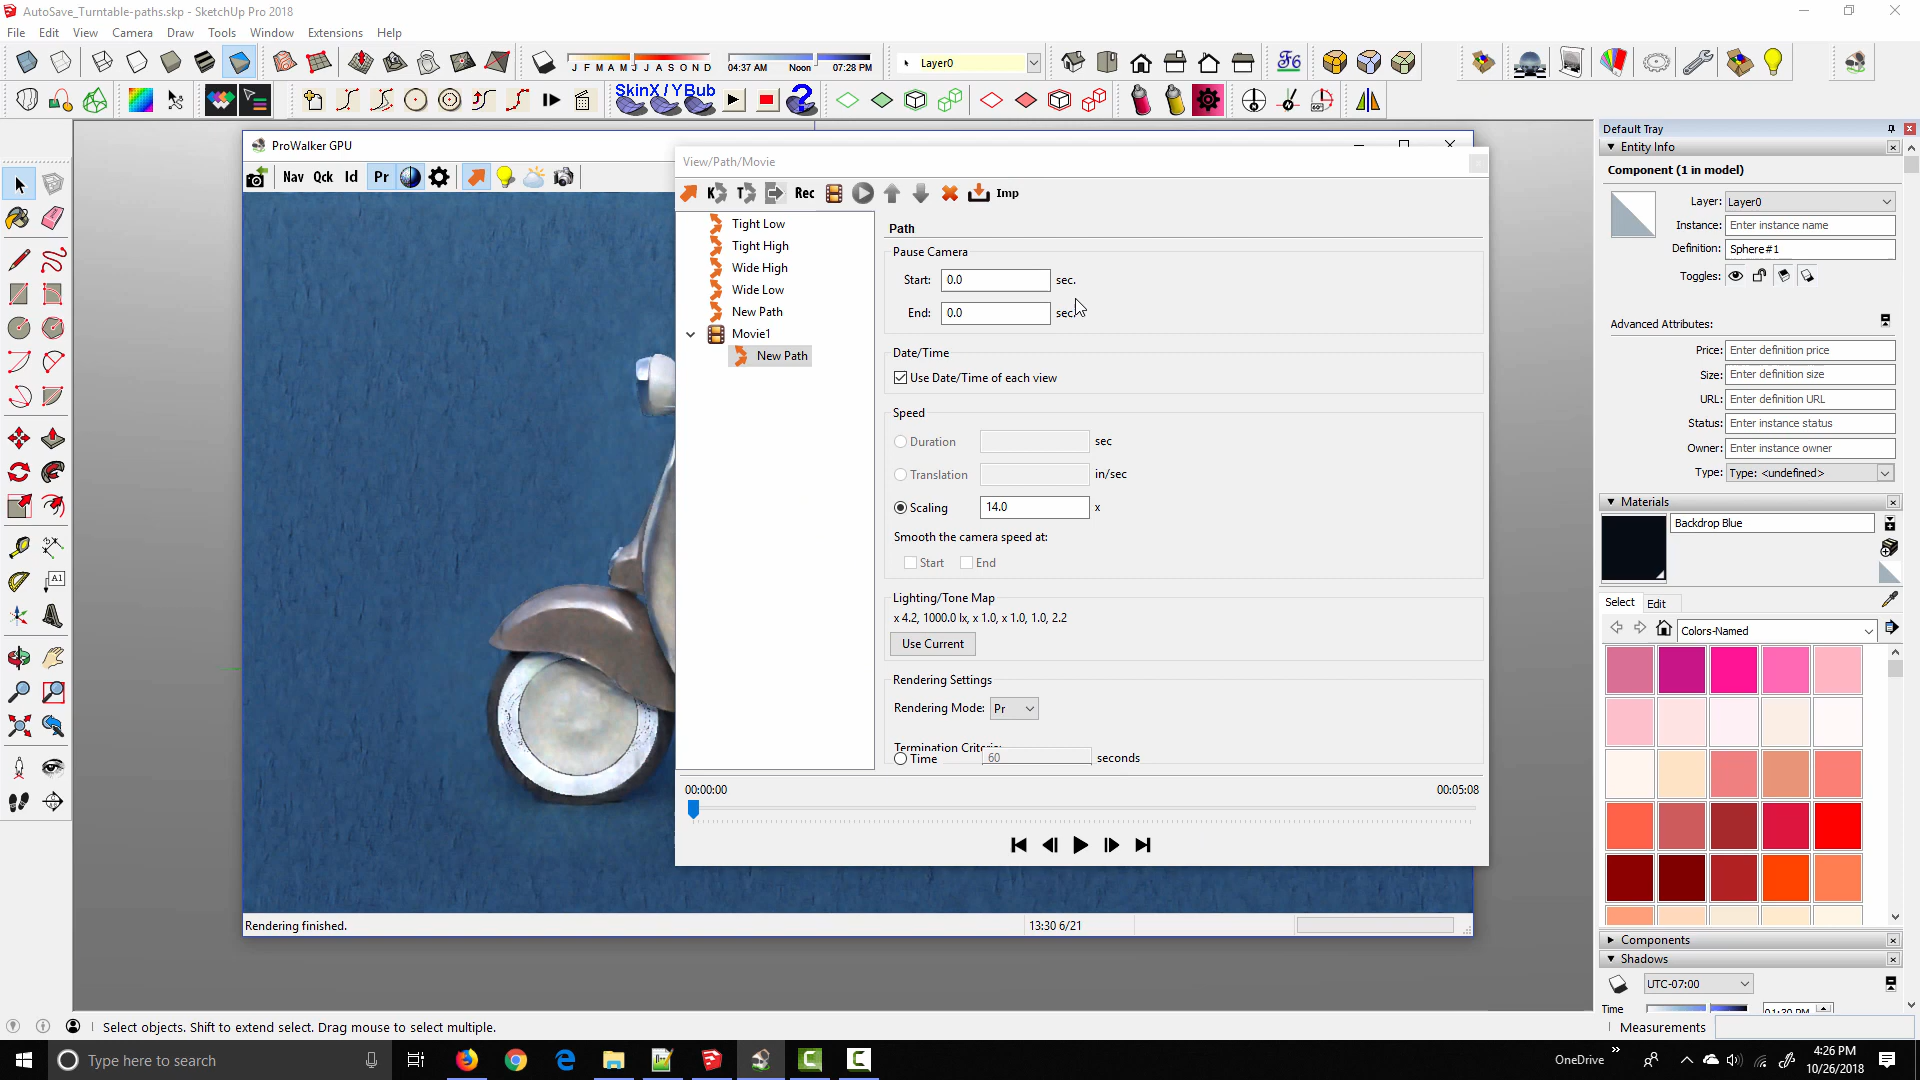 AutoSave_Turntable-paths.skp - SketchUp Pro 2018
File Edit View Camera Draw Tools Window Extensions Help
J F M A M J J A S O N D 04:37 AM Noon 07:28 PM Layer0
SkinX / YBub
Default Tray
Entity Info
Component (1 in model)
Layer: Layer0
Instance: Enter instance name
Definition: Sphere#1
Toggles:
Advanced Attributes:
Price: Enter definition price
Size: Enter definition size
URL: Enter definition URL
Status: Enter instance status
Owner: Enter instance owner
Type: Type: <undefined>
Materials
Backdrop Blue
Select Edit
Colors-Named
Components
Shadows
UTC-07:00
Time 01:30 PM
ProWalker GPU
Nav Qck Id Pr
View/Path/Movie
K T Rec Imp
Tight Low
Tight High
Wide High
Wide Low
New Path
Movie1
New Path
Path
Pause Camera
Start: 0.0 sec.
End: 0.0 sec.
Date/Time
Use Date/Time of each view
Speed
Duration sec
Translation in/sec
Scaling 14.0 x
Smooth the camera speed at:
Start End
Lighting/Tone Map
x 4.2, 1000.0 lx, x 1.0, x 1.0, 1.0, 2.2
Use Current
Rendering Settings
Rendering Mode: Pr
Termination Criteria:
Time 60 seconds
00:00:00 00:05:08
Rendering finished. 13:30 6/21
Select objects. Shift to extend select. Drag mouse to select multiple.
Measurements
Type here to search
OneDrive
4:26 PM
10/26/2018